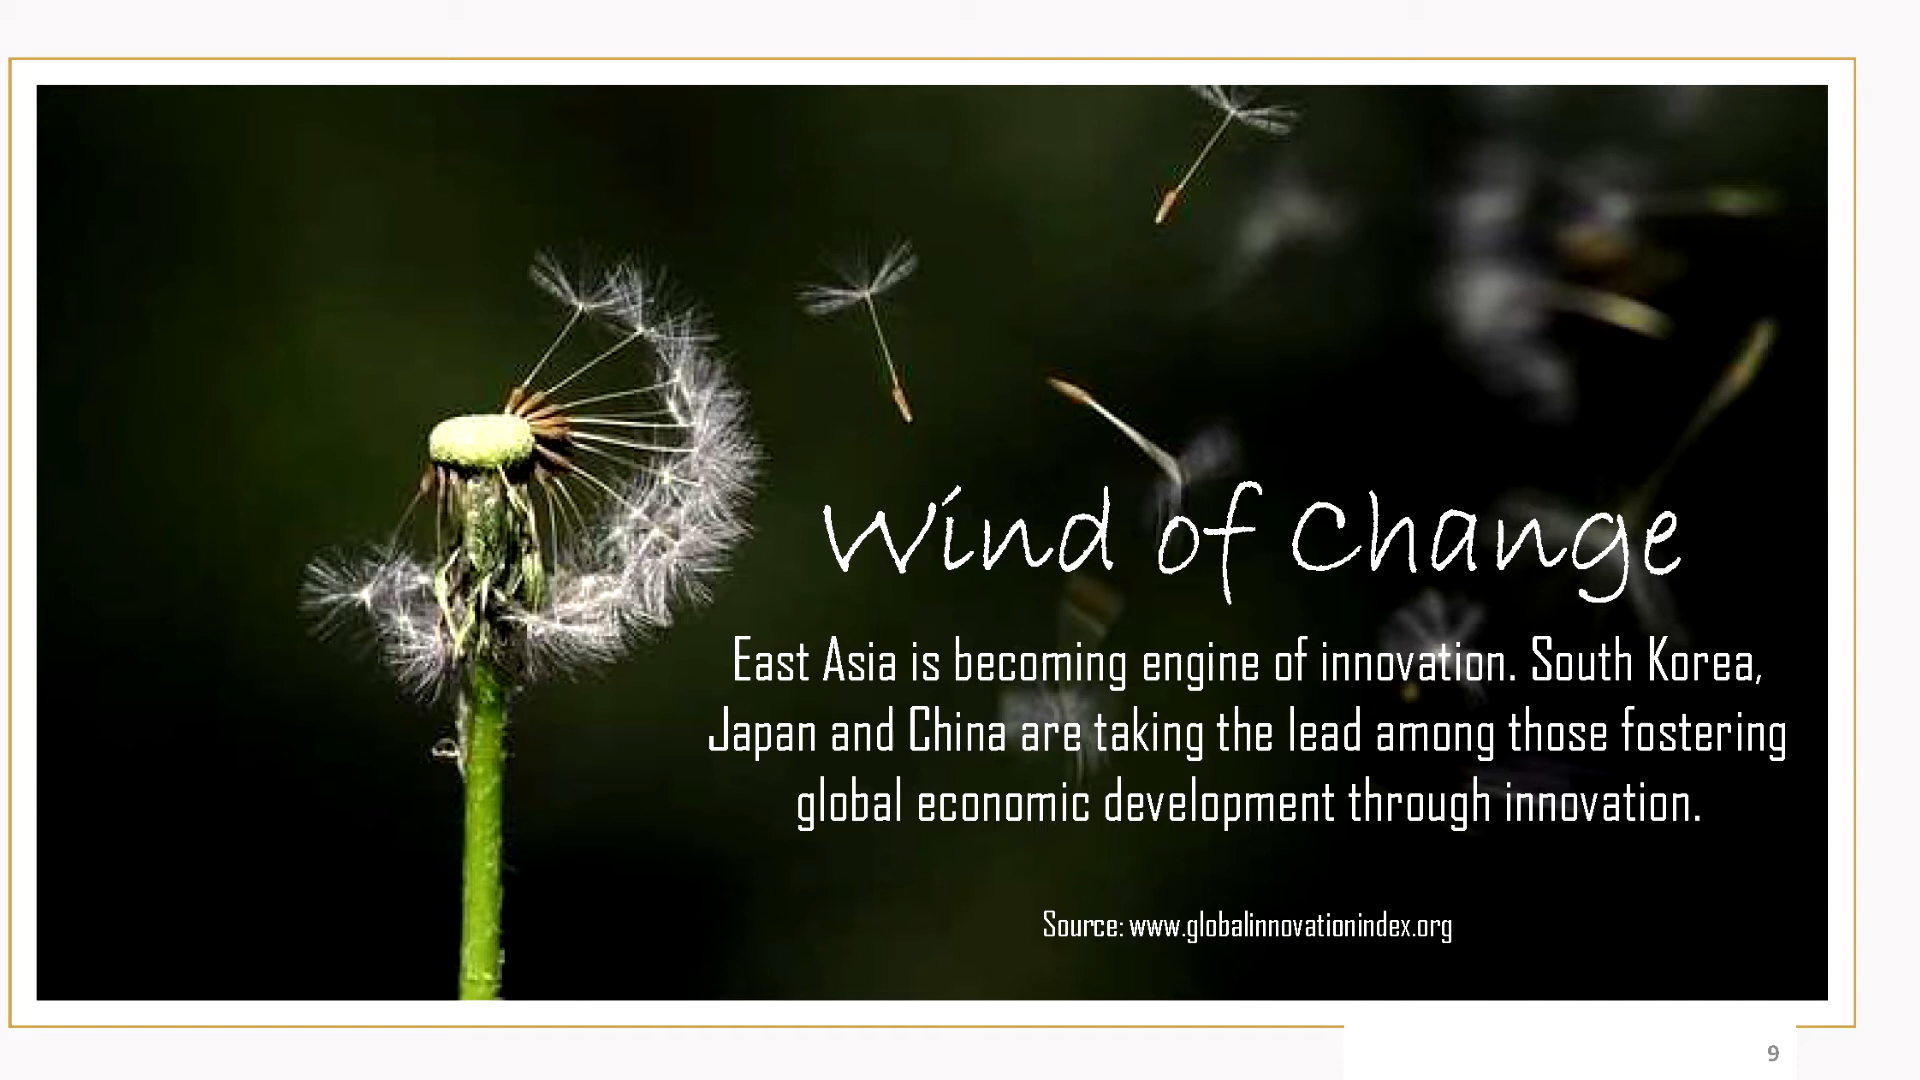 Wind of Change
East Asia is becoming engine of innovation. South Korea,
Japan and China are taking the lead among those fostering
global economic development through innovation.
Source: www.globalinnovationindex.org
9